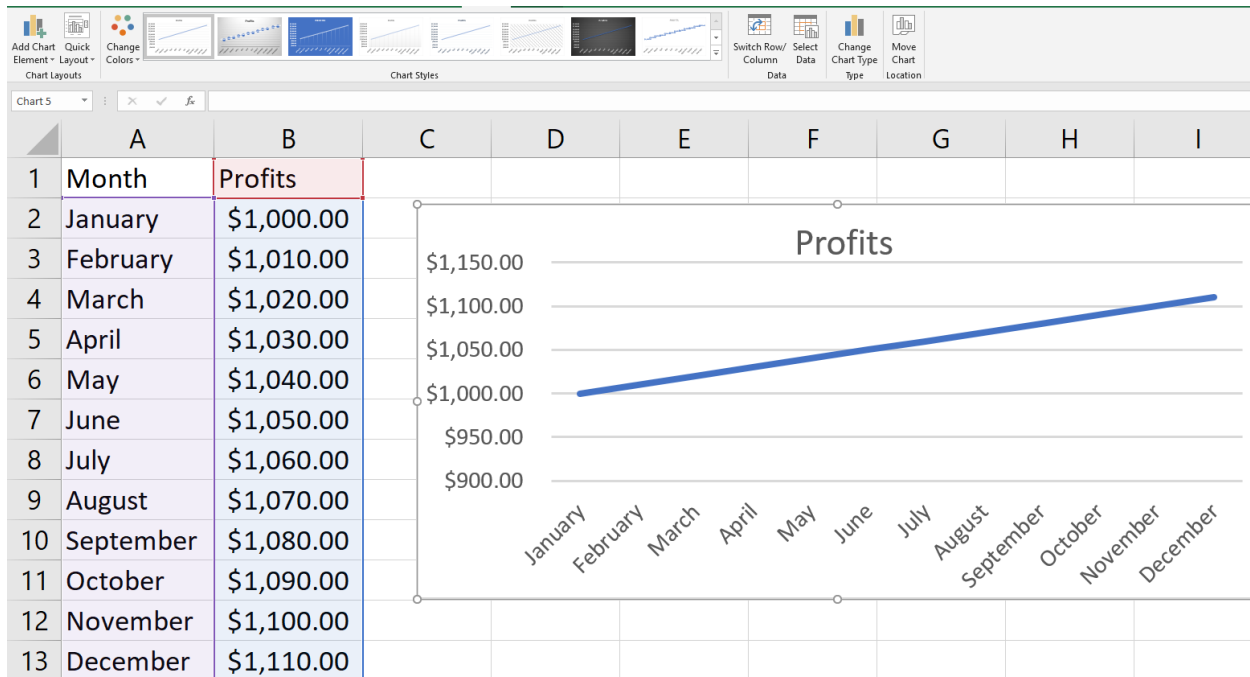 Add Chart Element
Quick Layout
Change Colors
Switch Row/ Column
Select Data
Change Chart Type
Move Chart
Chart Layouts
Chart Styles
Data
Type
Location
Chart 5
fx
A B C D E F G H I
1 Month Profits
2 January $1,000.00
3 February $1,010.00
4 March $1,020.00
5 April $1,030.00
6 May $1,040.00
7 June $1,050.00
8 July $1,060.00
9 August $1,070.00
10 September $1,080.00
11 October $1,090.00
12 November $1,100.00
13 December $1,110.00
Profits
$1,150.00
$1,100.00
$1,050.00
$1,000.00
$950.00
$900.00
January February March April May June July August September October November December